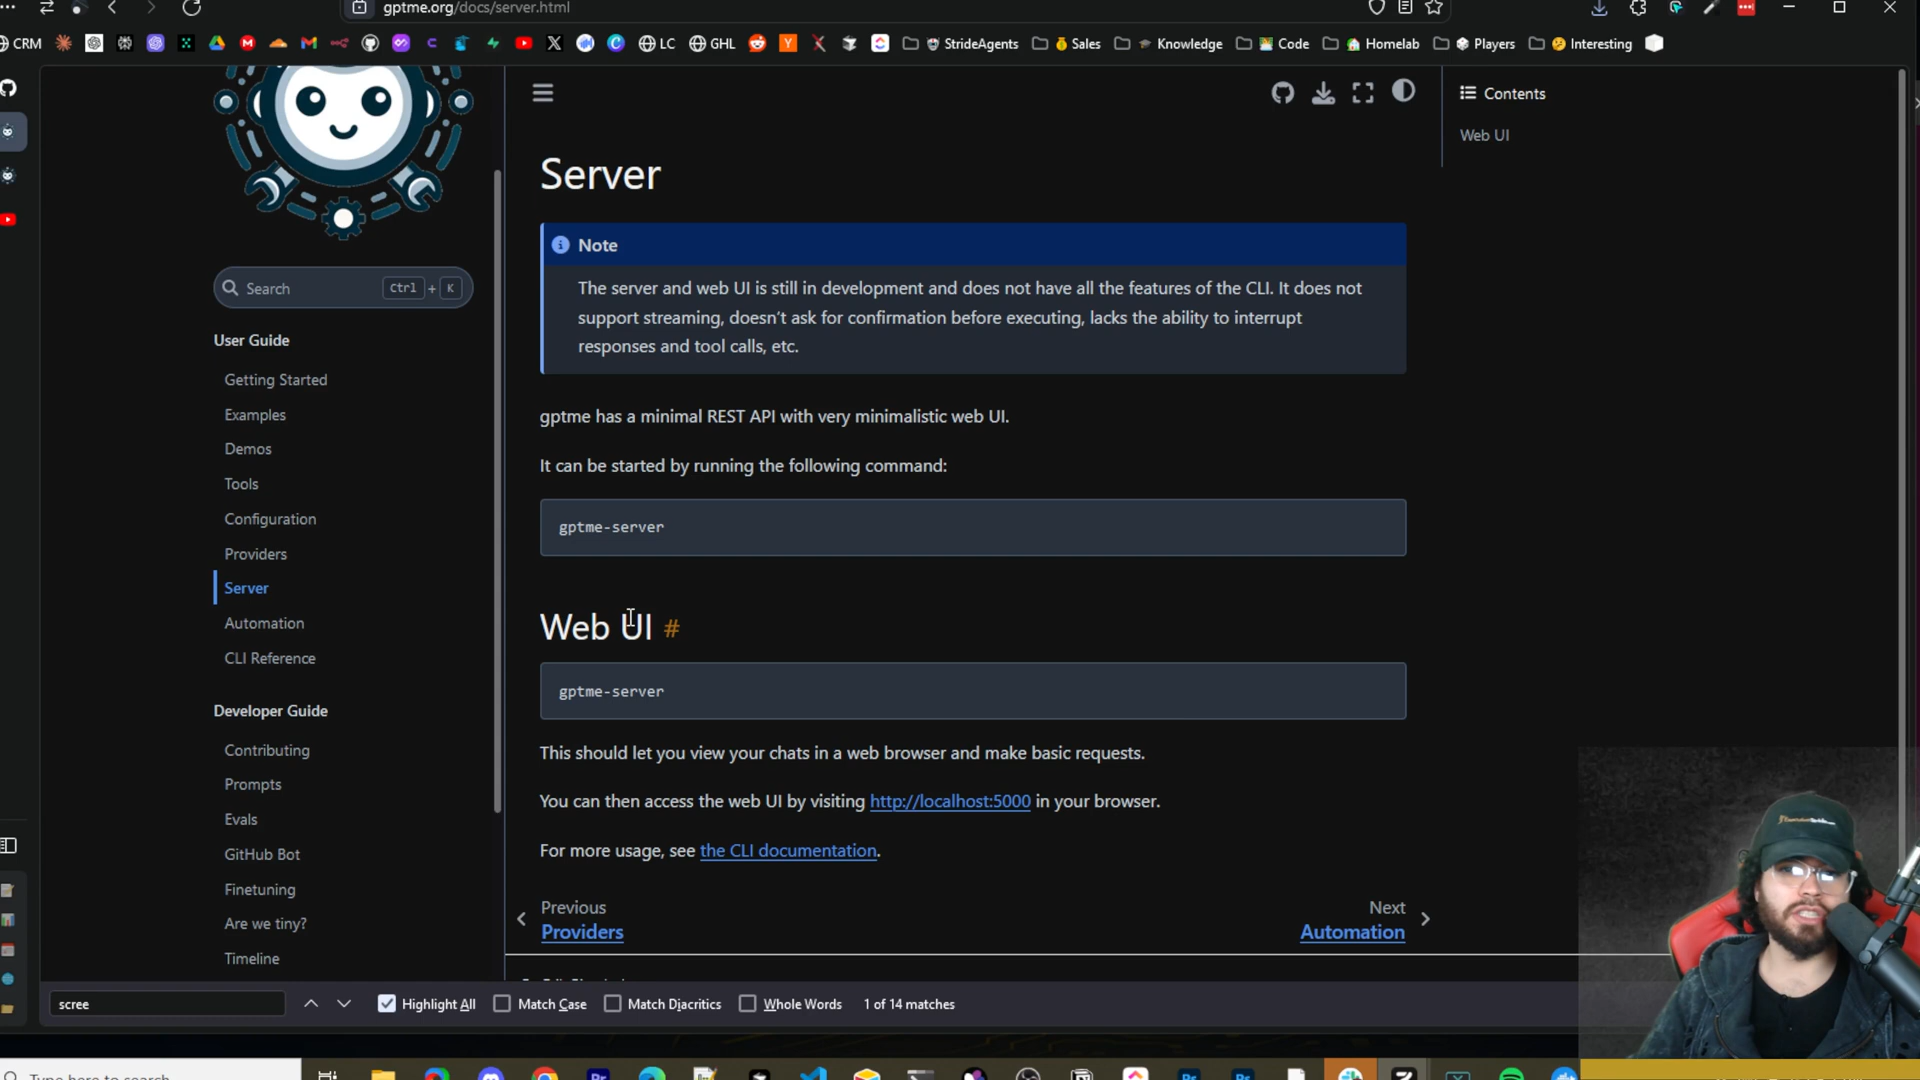 gptme.org/docs/server.html
CRM
LC
GHL
StrideAgents
Sales
Knowledge
Code
Homelab
Players
Interesting
Search
Ctrl + K
User Guide
Getting Started
Examples
Demos
Tools
Configuration
Providers
Server
Automation
CLI Reference
Developer Guide
Contributing
Prompts
Evals
GitHub Bot
Finetuning
Are we tiny?
Timeline
Server
Note
The server and web UI is still in development and does not have all the features of the CLI. It does not
support streaming, doesn’t ask for confirmation before executing, lacks the ability to interrupt
responses and tool calls, etc.
gptme has a minimal REST API with very minimalistic web UI.
It can be started by running the following command:
gptme-server
Web UI #
gptme-server
This should let you view your chats in a web browser and make basic requests.
You can then access the web UI by visiting http://localhost:5000 in your browser.
For more usage, see the CLI documentation.
Previous
Providers
Next
Automation
Contents
Web UI
scree
Highlight All
Match Case
Match Diacritics
Whole Words
1 of 14 matches
Type here to search